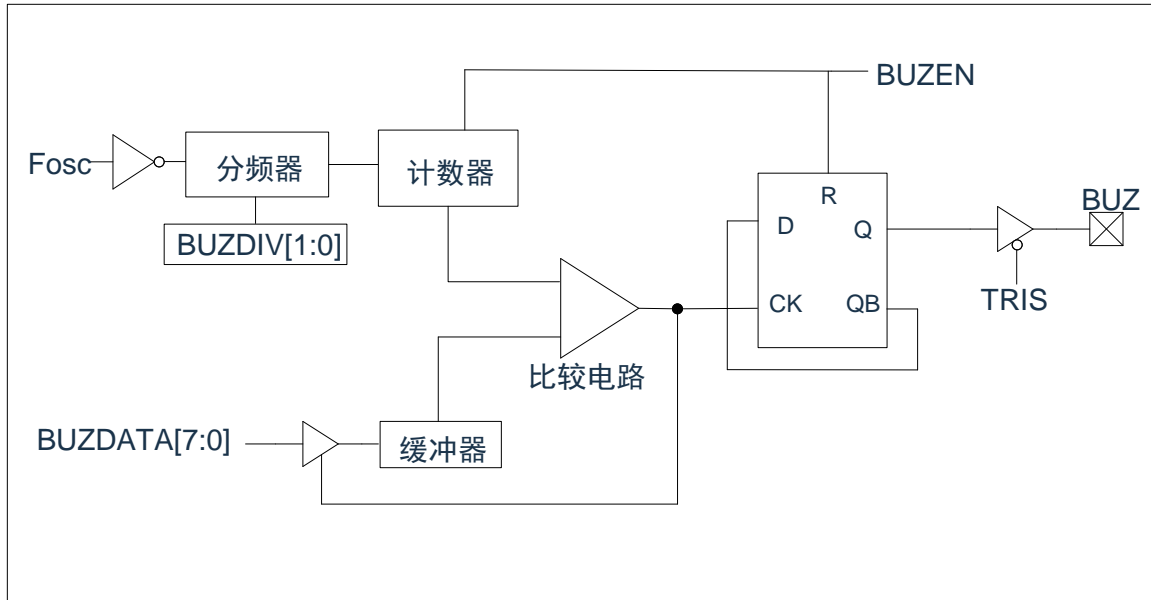 BUZEN
Fosc
分频器
计数器
BUZDIV[1:0]
R
D
Q
BUZ
CK
QB
TRIS
比较电路
BUZDATA[7:0]
缓冲器